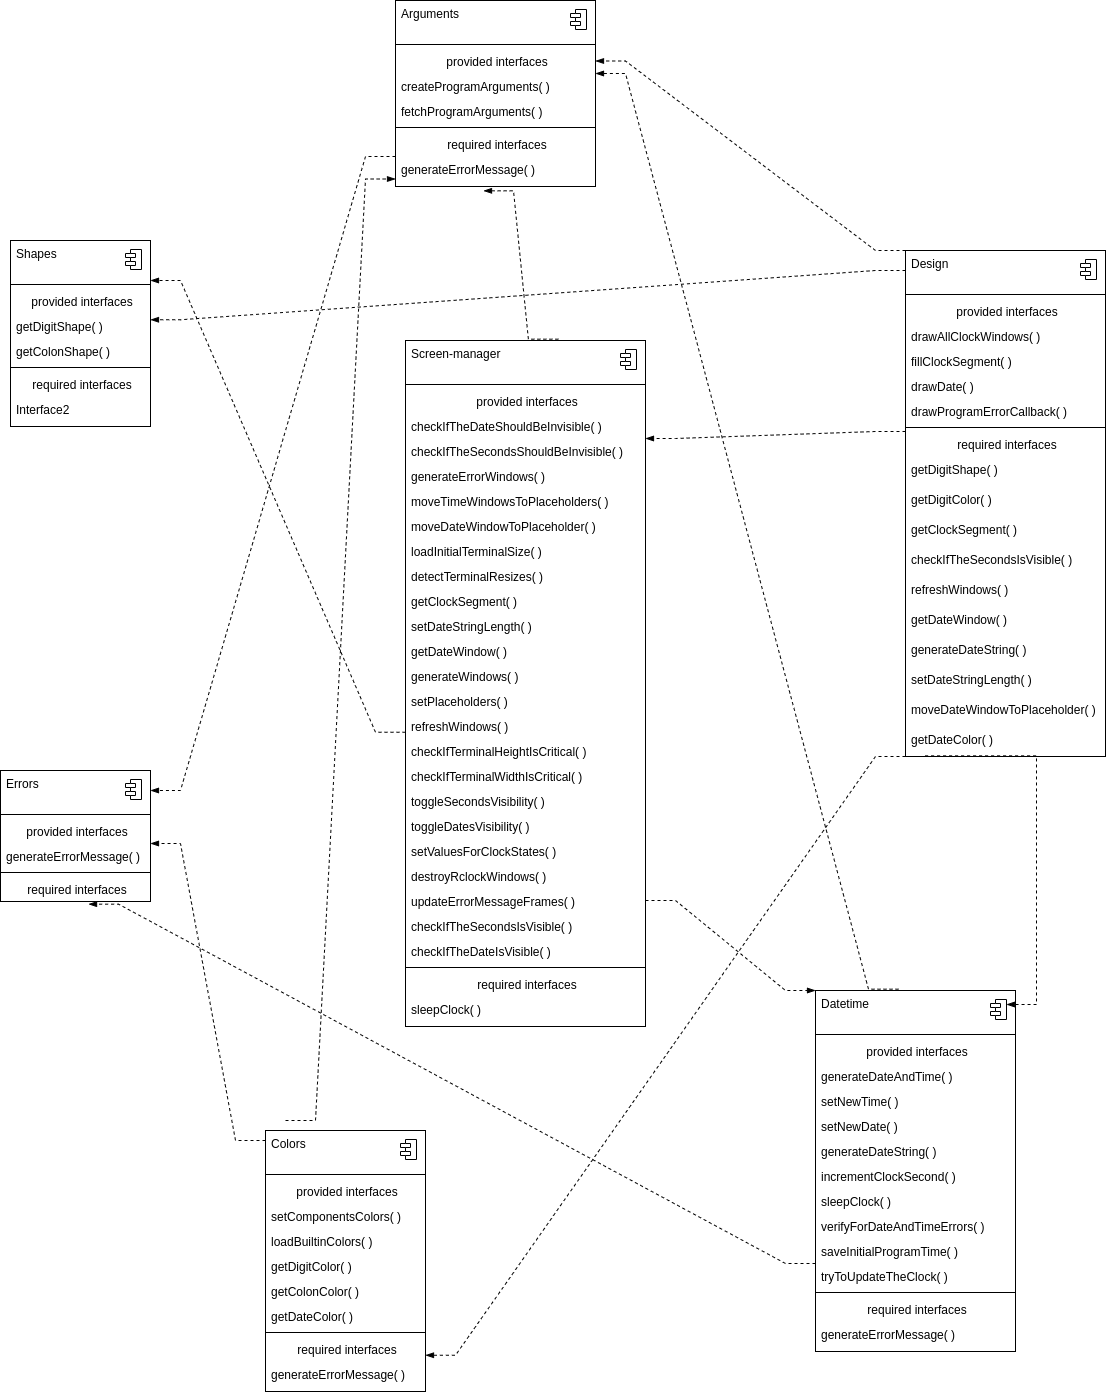 Arguments
provided interfaces
createProgramArguments( )
fetchProgramArguments( )
required interfaces
generateErrorMessage( )
Shapes
provided interfaces
getDigitShape( )
getColonShape( )
required interfaces
Interface2
Design
provided interfaces
drawAllClockWindows( )
fillClockSegment( )
drawDate( )
drawProgramErrorCallback( )
required interfaces
getDigitShape( )
getDigitColor( )
getClockSegment( )
checkIfTheSecondsIsVisible( )
refreshWindows( )
getDateWindow( )
generateDateString( )
setDateStringLength( )
moveDateWindowToPlaceholder( )
getDateColor( )
Screen-manager
provided interfaces
checkIfTheDateShouldBeInvisible( )
checkIfTheSecondsShouldBeInvisible( )
generateErrorWindows( )
moveTimeWindowsToPlaceholders( )
moveDateWindowToPlaceholder( )
loadInitialTerminalSize( )
detectTerminalResizes( )
getClockSegment( )
setDateStringLength( )
getDateWindow( )
generateWindows( )
setPlaceholders( )
refreshWindows( )
checkIfTerminalHeightIsCritical( )
checkIfTerminalWidthIsCritical( )
toggleSecondsVisibility( )
toggleDatesVisibility( )
setValuesForClockStates( )
destroyRclockWindows( )
updateErrorMessageFrames( )
checkIfTheSecondsIsVisible( )
checkIfTheDateIsVisible( )
required interfaces
sleepClock( )
Errors
provided interfaces
generateErrorMessage( )
required interfaces
Datetime
provided interfaces
generateDateAndTime( )
setNewTime( )
setNewDate( )
generateDateString( )
incrementClockSecond( )
sleepClock( )
verifyForDateAndTimeErrors( )
saveInitialProgramTime( )
tryToUpdateTheClock( )
required interfaces
generateErrorMessage( )
Colors
provided interfaces
setComponentsColors( )
loadBuiltinColors( )
getDigitColor( )
getColonColor( )
getDateColor( )
required interfaces
generateErrorMessage( )